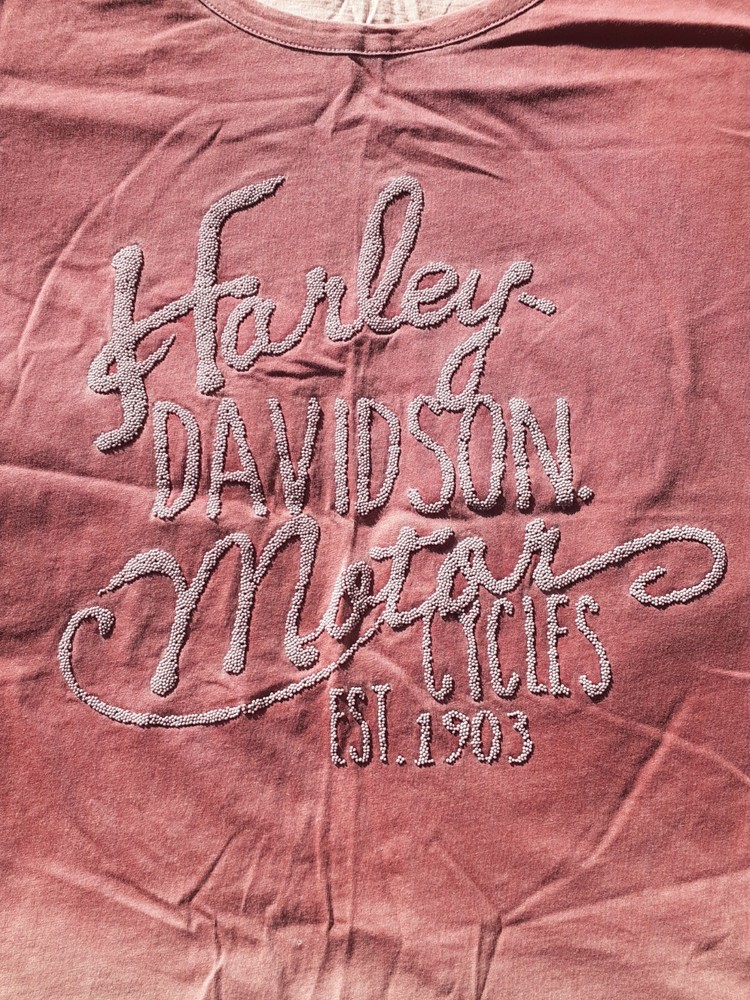 Harley-
DAVIDSON.
Motor
CYCLES
EST. 1903